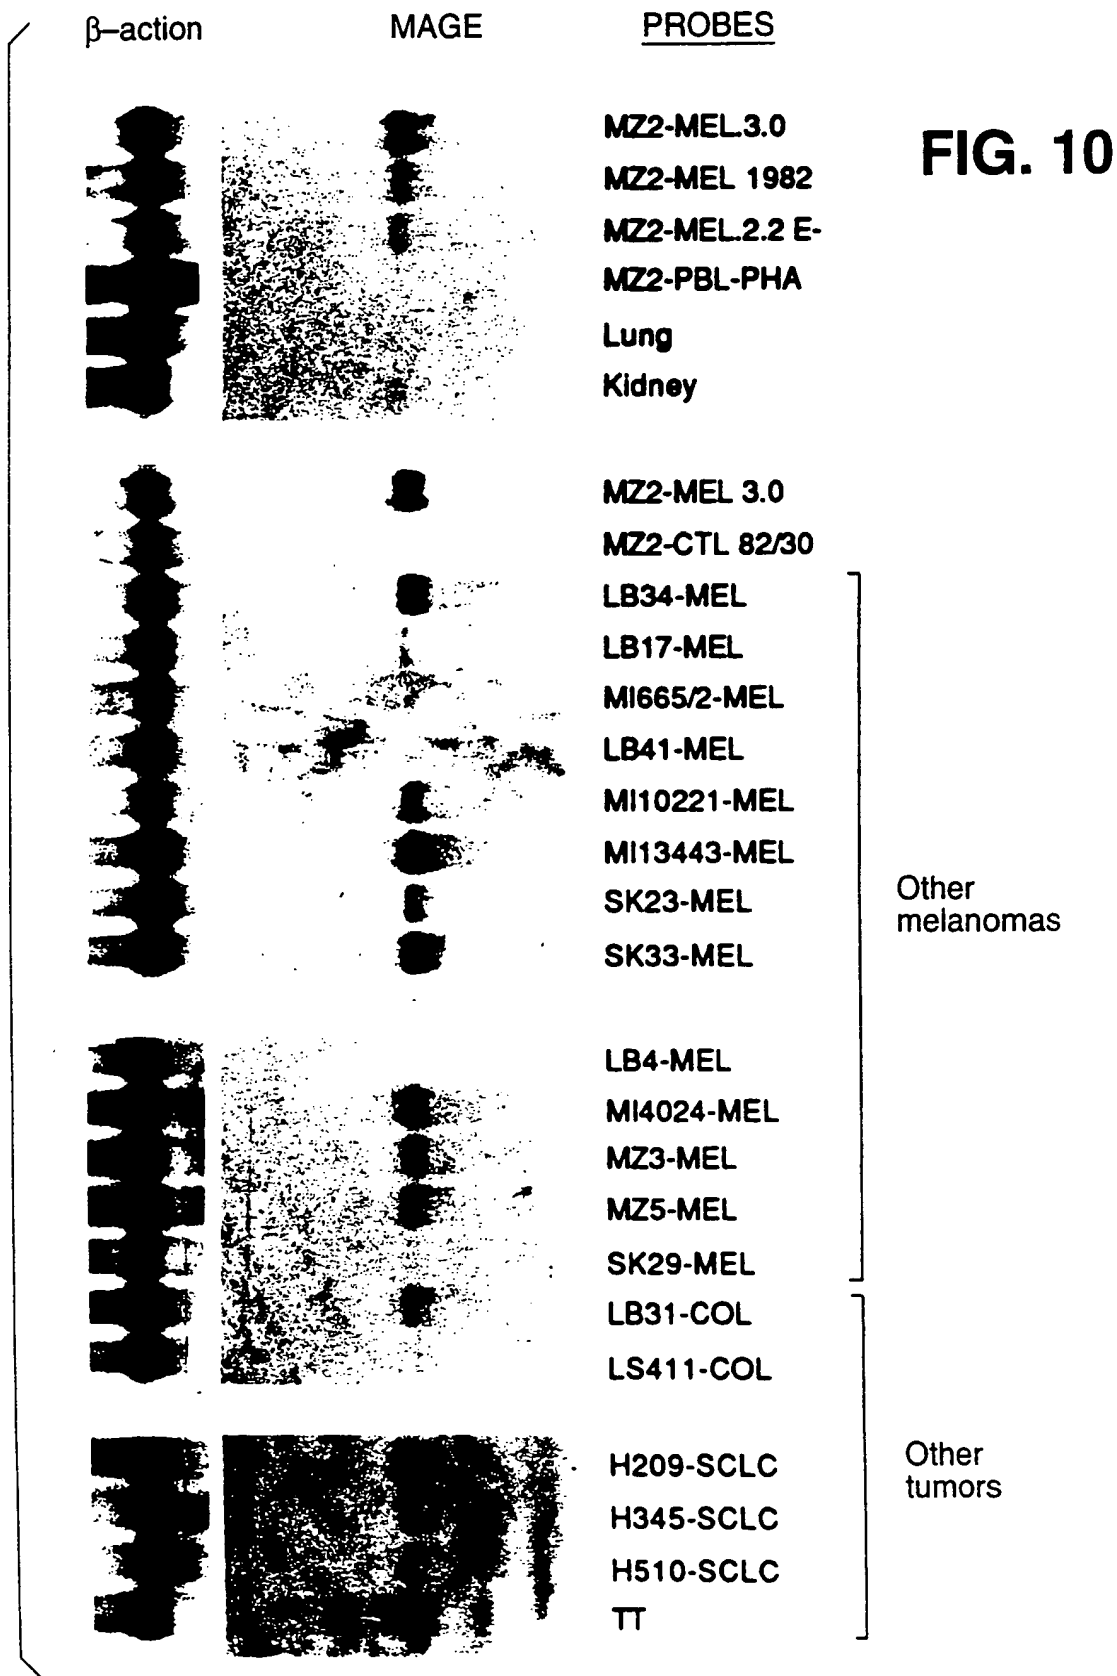 β–action MAGE PROBES
FIG. 10
MZ2-MEL.3.0
MZ2-MEL 1982
MZ2-MEL.2.2 E-
MZ2-PBL-PHA
Lung
Kidney
MZ2-MEL 3.0
MZ2-CTL 82/30
LB34-MEL
LB17-MEL
MI665/2-MEL
LB41-MEL
MI10221-MEL
MI13443-MEL
SK23-MEL
SK33-MEL
Other
melanomas
LB4-MEL
MI4024-MEL
MZ3-MEL
MZ5-MEL
SK29-MEL
LB31-COL
LS411-COL
H209-SCLC
H345-SCLC
H510-SCLC
TT
Other
tumors